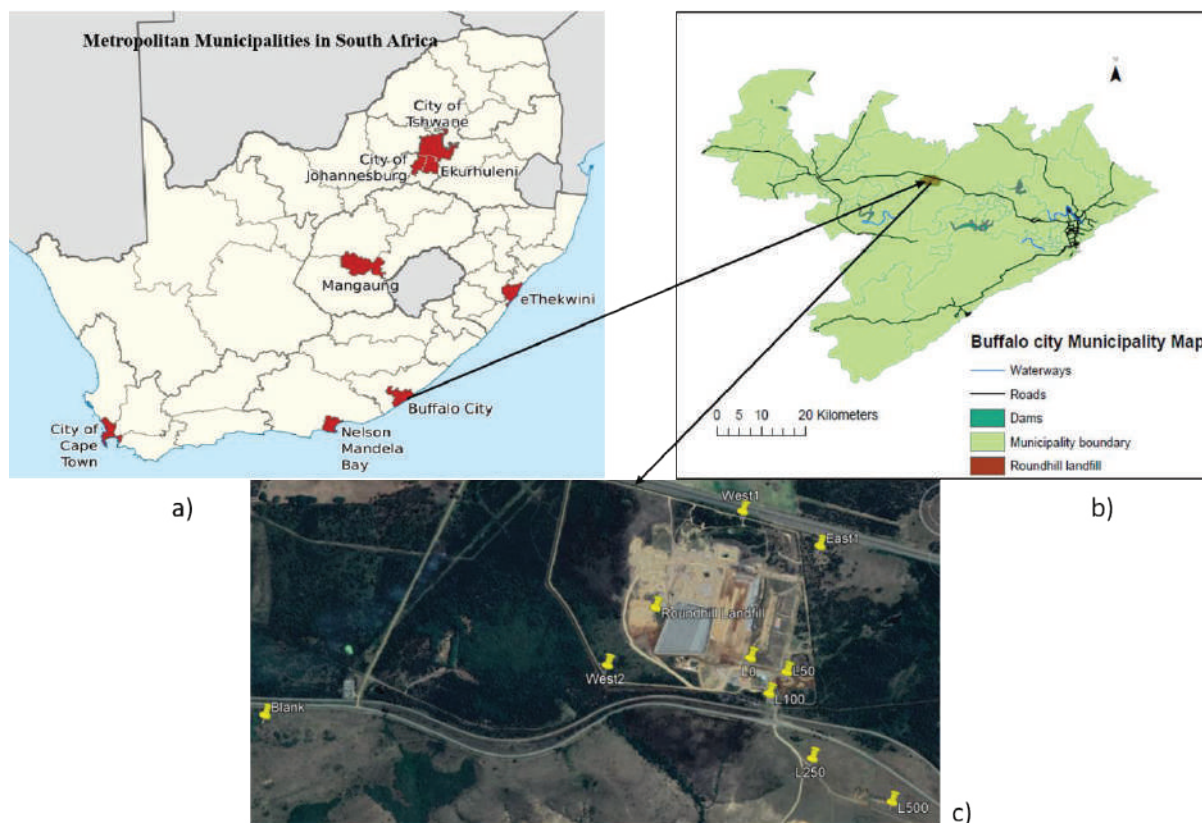 Metropolitan Municipalities in South Africa
City of
Tshwane
City of
Johannesburg
Ekurhuleni
Mangaung
eThekwini
Buffalo City
Nelson
Mandela
Bay
City of
Cape
Town
a)
Buffalo city Municipality Map
Waterways
Roads
Dams
Municipality boundary
Roundhill landfill
0 5 10 20 Kilometers
b)
West1
East1
Roundhill Landfill
L0
L50
West2
L100
Blank
L250
L500
c)